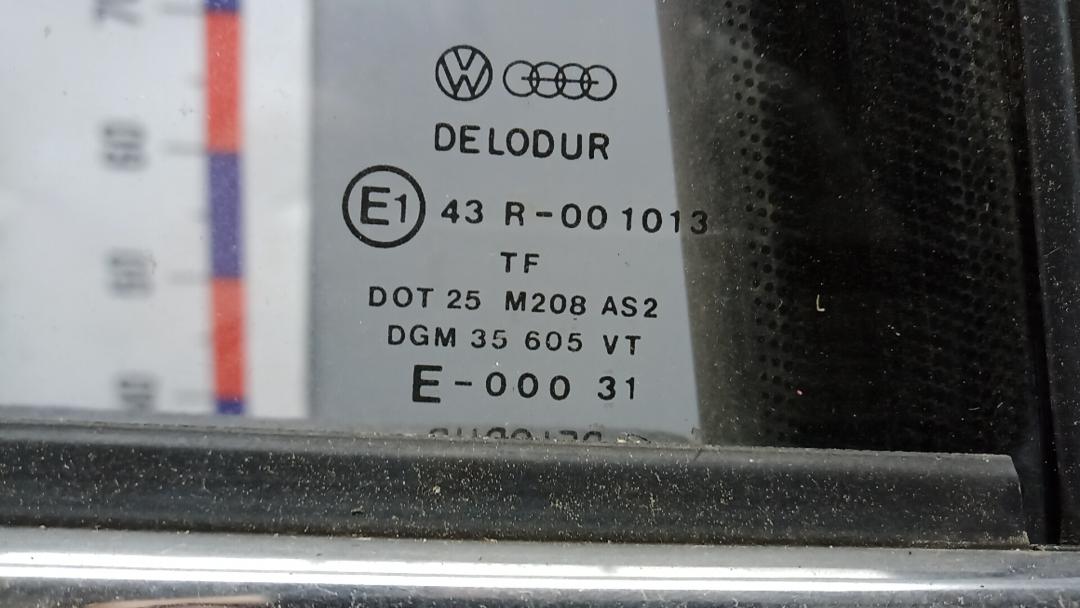 DELODUR
E1 43 R-001013
TF
DOT 25 M208 AS2
DGM 35 605 VT
E-000 31